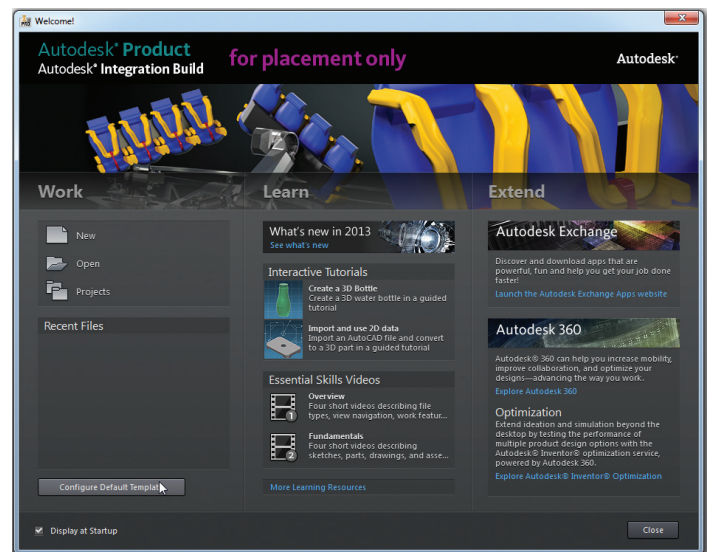 Welcome!
Autodesk® Product
Autodesk® Integration Build
for placement only
Autodesk·
Work
New
Open
Projects
Recent Files
Configure Default Templat
Display at Startup
Learn
What's new in 2013
See what's new
Interactive Tutorials
Create a 3D Bottle
Create a 3D water bottle in a guided
tutorial
Import and use 2D data
Import an AutoCAD file and convert
to a 3D part in a guided tutorial
Essential Skills Videos
1
Overview
Four short videos describing file
types, view navigation, work featur...
2
Fundamentals
Four short videos describing
sketches, parts, drawings, and asse...
More Learning Resources
Extend
Autodesk Exchange
Discover and download apps that are
powerful, fun and help you get your job done
faster!
Launch the Autodesk Exchange Apps website
Autodesk 360
Autodesk® 360 can help you increase mobility,
improve collaboration, and optimize your
designs—advancing the way you work.
Explore Autodesk 360
Optimization
Extend ideation and simulation beyond the
desktop by testing the performance of
multiple product design options with the
Autodesk® Inventor® optimization service,
powered by Autodesk 360.
Explore Autodesk® Inventor® Optimization
Close